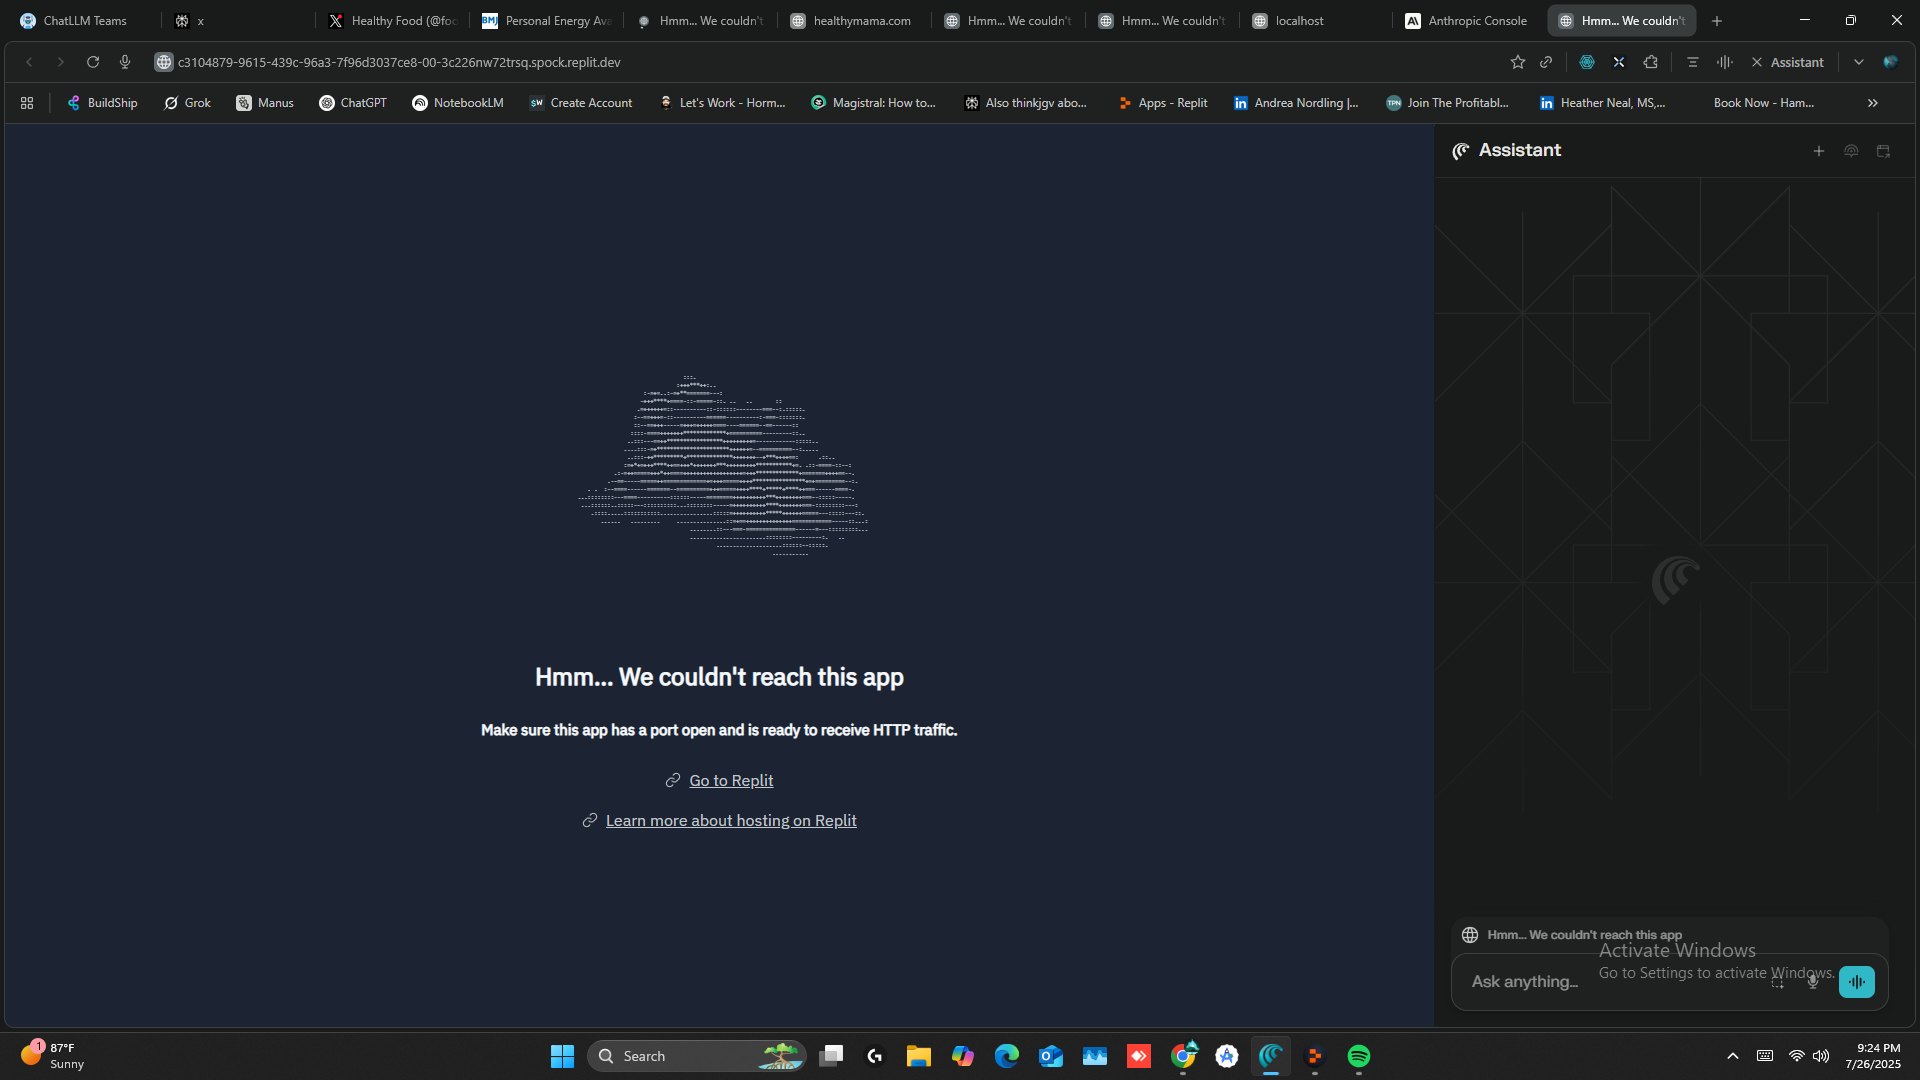 ChatLLM Teams
x
Healthy Food (@foo
Personal Energy Ava
Hmm... We couldn't
healthymama.com
Hmm... We couldn't
Hmm... We couldn't
localhost
Anthropic Console
Hmm... We couldn't
c3104879-9615-439c-96a3-7f96d3037ce8-00-3c226nw72trsq.spock.replit.dev
Assistant
BuildShip
Grok
Manus
ChatGPT
NotebookLM
Create Account
Let's Work - Horm...
Magistral: How to...
Also thinkjgv abo...
Apps - Replit
Andrea Nordling |...
Join The Profitabl...
Heather Neal, MS,...
Book Now - Ham...
Assistant
Hmm... We couldn't reach this app
Make sure this app has a port open and is ready to receive HTTP traffic.
Go to Replit
Learn more about hosting on Replit
Hmm... We couldn't reach this app
Activate Windows
Go to Settings to activate Windows.
Ask anything...
1
87°F
Sunny
Search
9:24 PM
7/26/2025